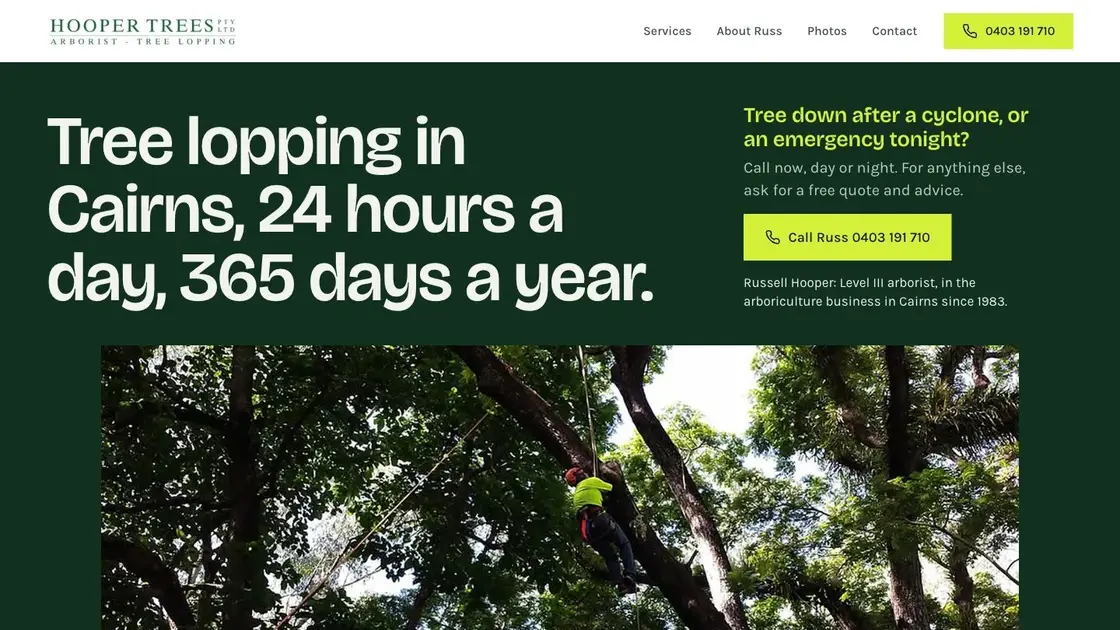 HOOPER TREES PTY LTD
ARBORIST - TREE LOPPING
Services
About Russ
Photos
Contact
0403 191 710
Tree lopping in
Cairns, 24 hours a
day, 365 days a year.
Tree down after a cyclone, or
an emergency tonight?
Call now, day or night. For anything else,
ask for a free quote and advice.
Call Russ 0403 191 710
Russell Hooper: Level III arborist, in the
arboriculture business in Cairns since 1983.